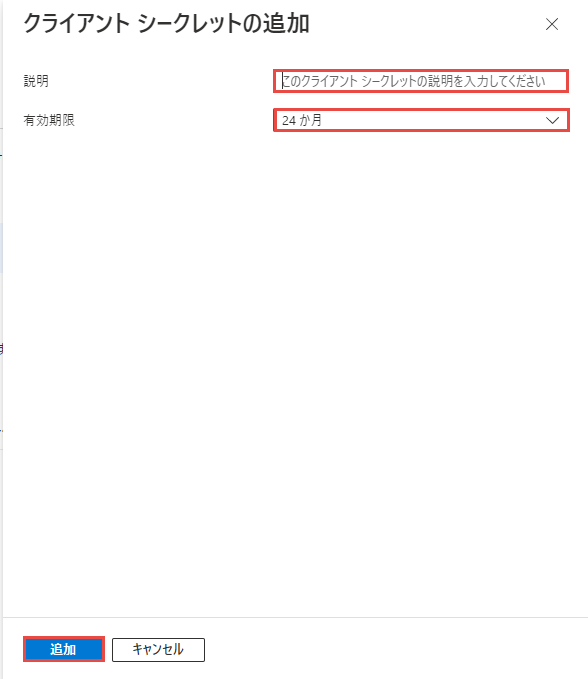 クライアント シークレットの追加
説明
このクライアント シークレットの説明を入力してください
有効期限
24 か月
追加
キャンセル